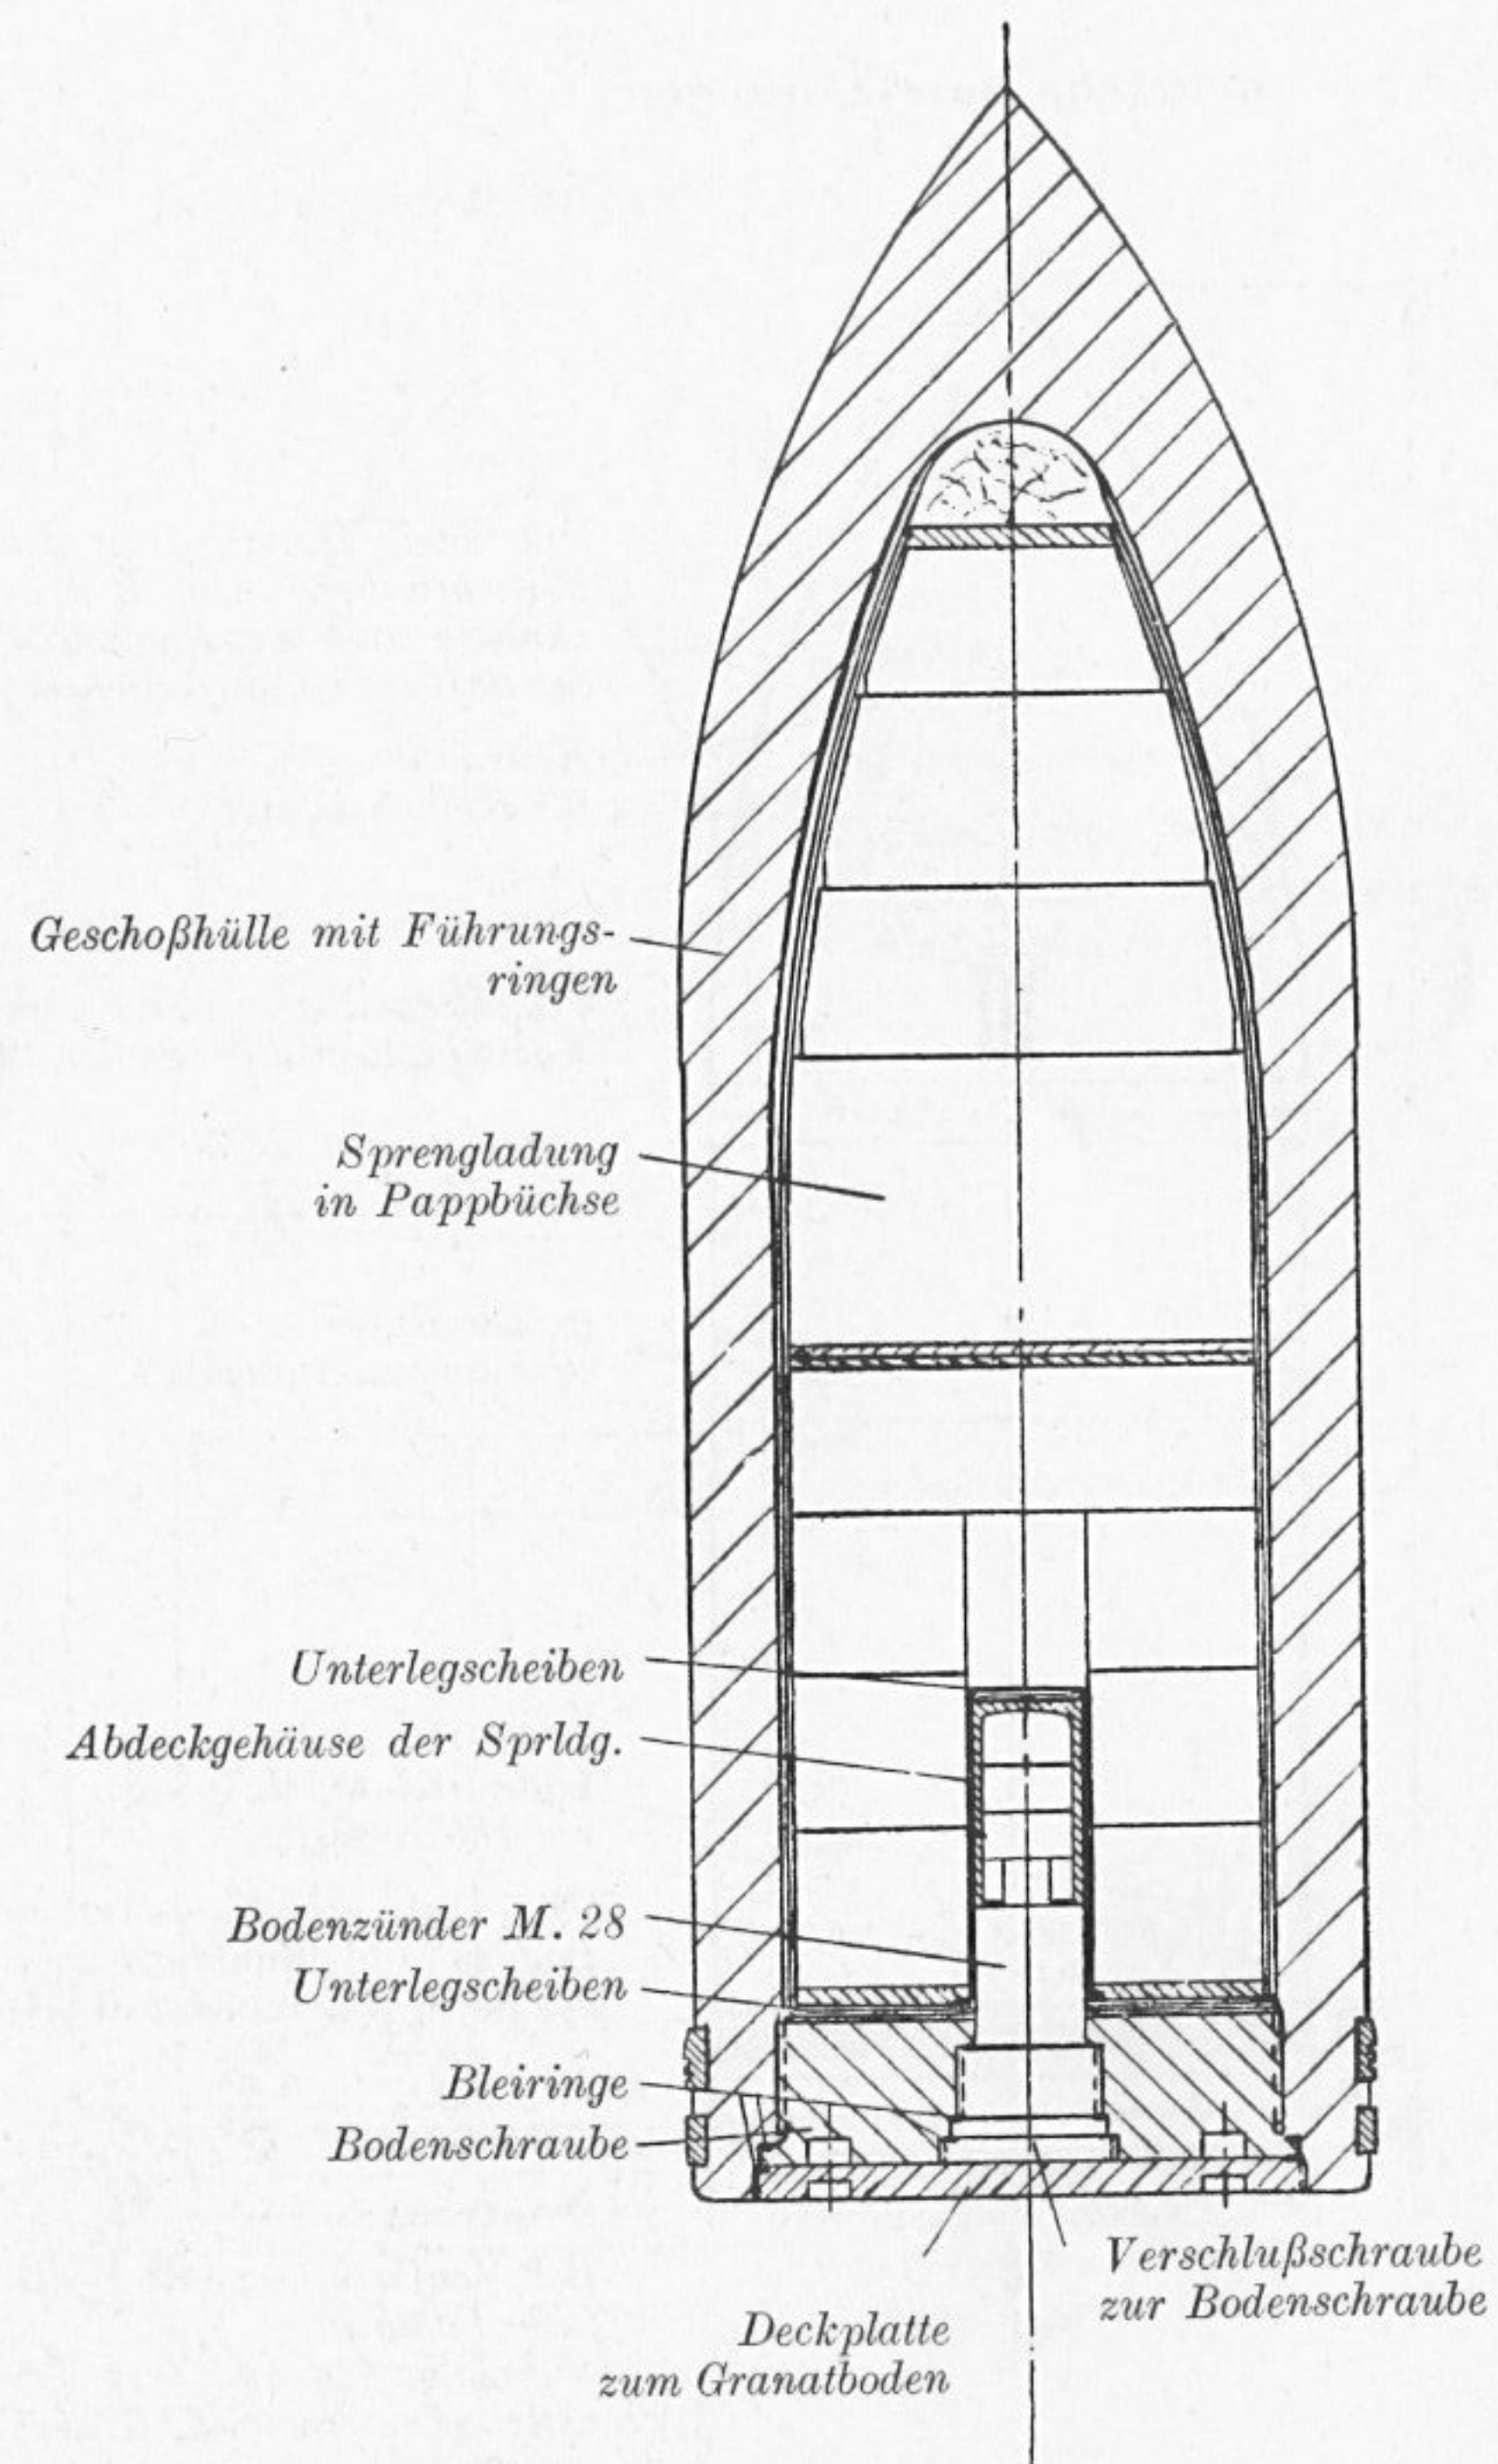 Geschoßhülle mit Führungs-
ringen
Sprengladung
in Pappbüchse
Unterlegscheiben
Abdeckgehäuse der Sprldg.
Bodenzünder M. 28
Unterlegscheiben
Bleiringe
Bodenschraube
Verschlußschraube
zur Bodenschraube
Deckplatte
zum Granatboden